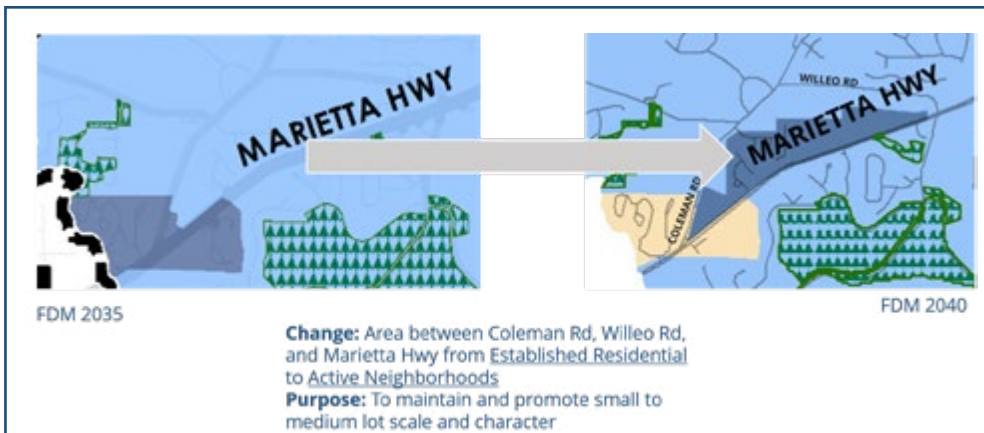 MARIETTA HWY
WILLEO RD
MARIETTA HWY
COLEMAN RD
FDM 2035
FDM 2040
Change: Area between Coleman Rd, Willeo Rd,
and Marietta Hwy from Established Residential
to Active Neighborhoods
Purpose: To maintain and promote small to
medium lot scale and character